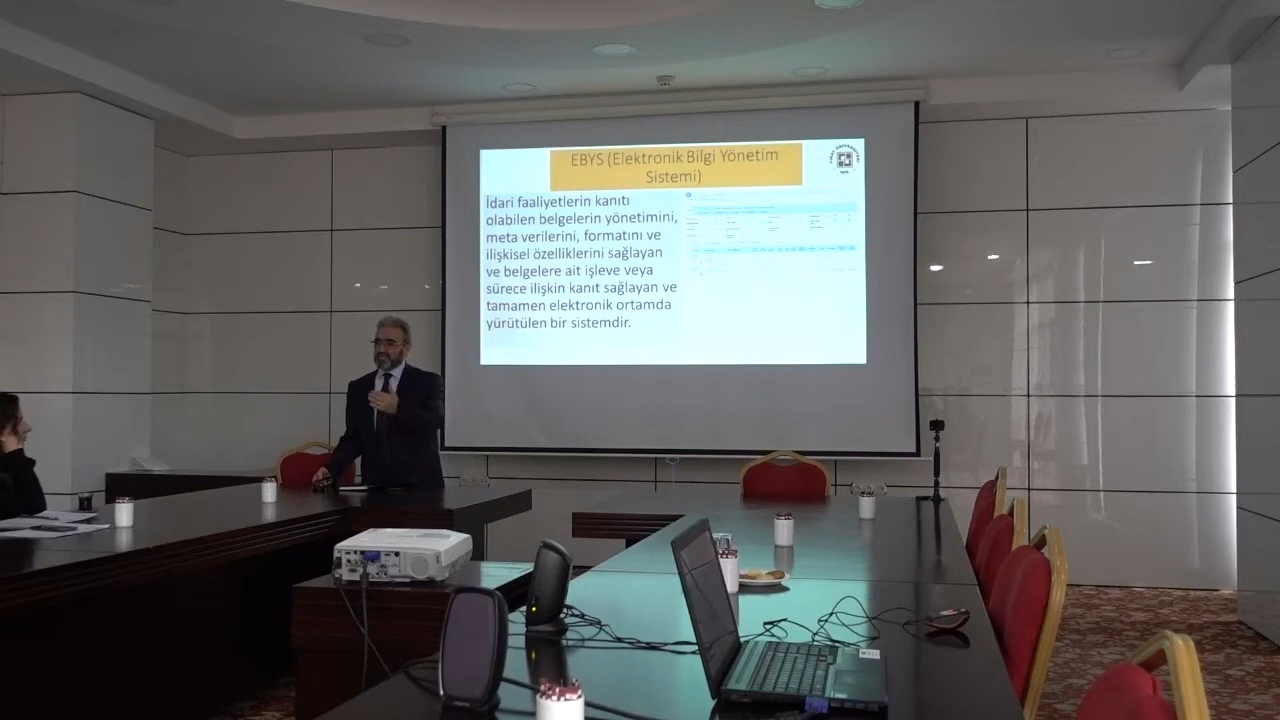 EBYS (Elektronik Bilgi Yönetim
Sistemi)
İdari faaliyetlerin kanıtı
olabilen belgelerin yönetimini,
meta verilerini, formatını ve
ilişkisel özelliklerini sağlayan
ve belgelere ait işleve veya
sürece ilişkin kanıt sağlayan ve
tamamen elektronik ortamda
yürütülen bir sistemdir.